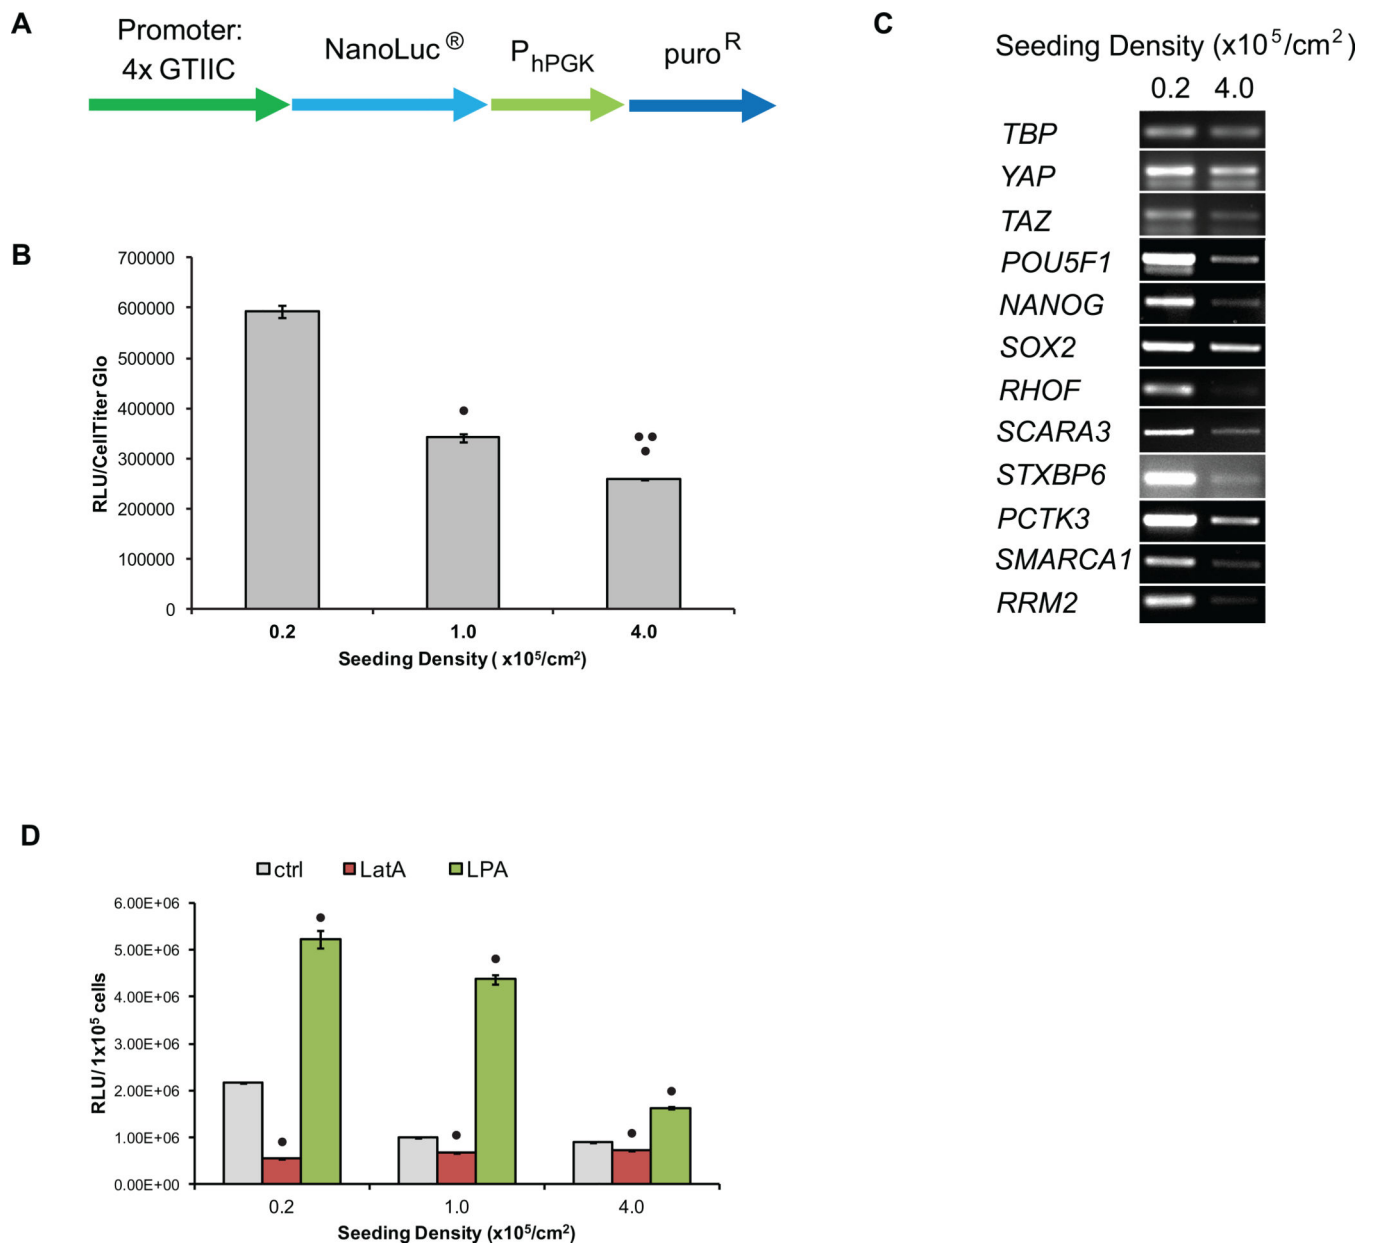 A
Promoter:
4x GTIIC
NanoLuc ®
PhPGK
puroR
B
700000
600000
500000
400000
300000
200000
100000
0
RLU/CellTiter Glo
0.2 1.0 4.0
Seeding Density ( x10⁵/cm²)
C
Seeding Density (x10⁵/cm²)
0.2 4.0
TBP
YAP
TAZ
POU5F1
NANOG
SOX2
RHOF
SCARA3
STXBP6
PCTK3
SMARCA1
RRM2
D
ctrl LatA LPA
6.00E+06
5.00E+06
4.00E+06
3.00E+06
2.00E+06
1.00E+06
0.00E+00
RLU/ 1x10⁵ cells
0.2 1.0 4.0
Seeding Density (x10⁵/cm²)